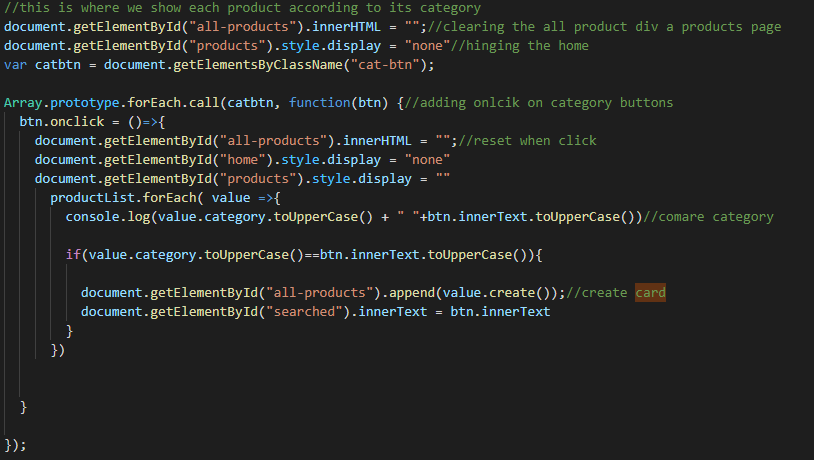 //this is where we show each product according to its category
document.getElementById("all-products").innerHTML = "";//clearing the all product div a products page
document.getElementById("products").style.display = "none"//hinging the home
var catbtn = document.getElementsByClassName("cat-btn");
Array.prototype.forEach.call(catbtn, function(btn) {//adding onlcik on category buttons
btn.onclick = ()=>{
document.getElementById("all-products").innerHTML = "";//reset when click
document.getElementById("home").style.display = "none"
document.getElementById("products").style.display = ""
productList.forEach( value =>{
console.log(value.category.toUpperCase() + " "+btn.innerText.toUpperCase())//comare category
if(value.category.toUpperCase()==btn.innerText.toUpperCase()){
document.getElementById("all-products").append(value.create());//create card
document.getElementById("searched").innerText = btn.innerText
}
})
}
});